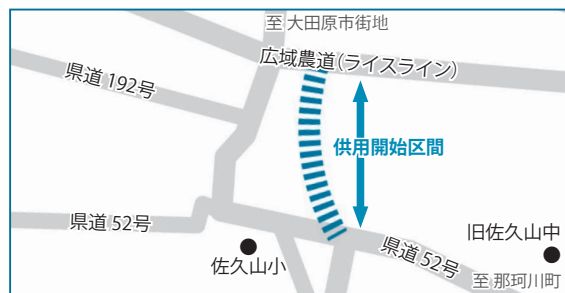 至 大田原市街地
広域農道(ライスライン)
県道 192号
供用開始区間
県道 52号
旧佐久山中
佐久山小
県道 52号
至 那珂川町